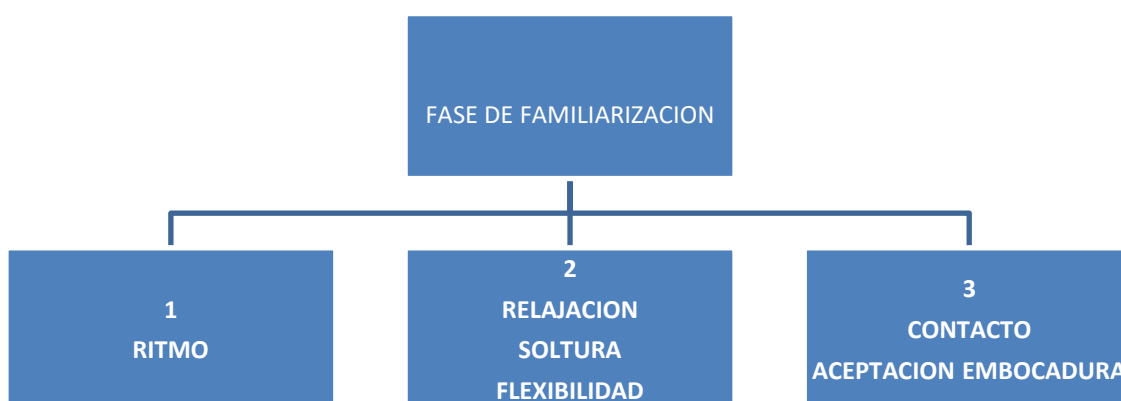 FASE DE FAMILIARIZACION
1
RITMO
2
RELAJACION
SOLTURA
FLEXIBILIDAD
3
CONTACTO
ACEPTACION EMBOCADURA